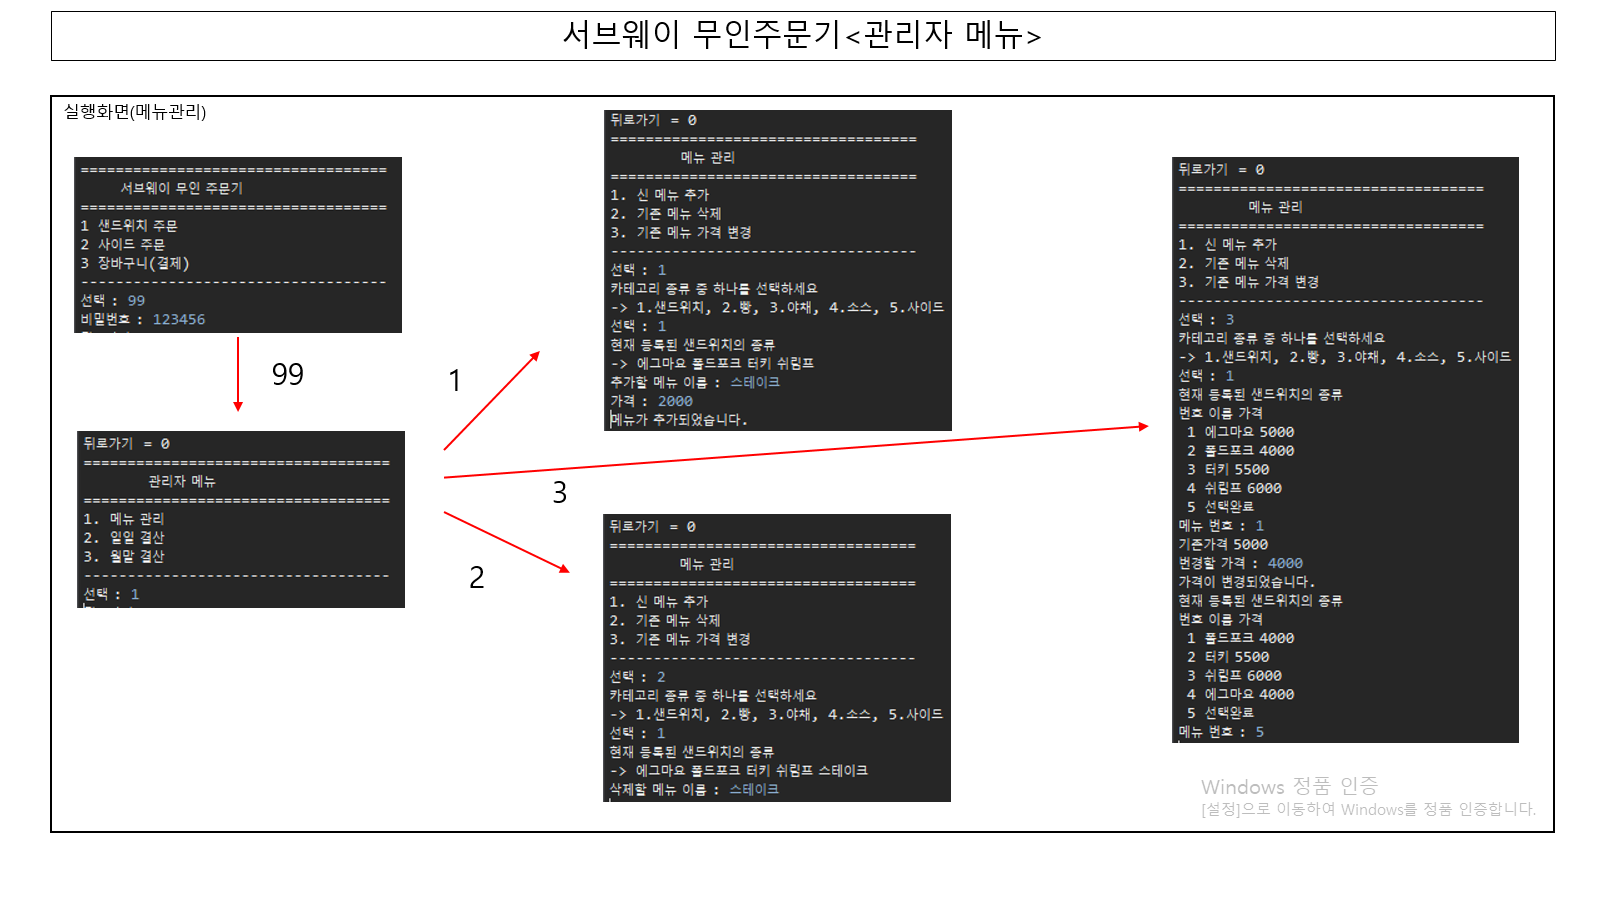 서브웨이 무인주문기<관리자 메뉴>
실행화면(메뉴관리)
===================================
서브웨이 무인 주문기
===================================
1 샌드위치 주문
2 사이드 주문
3 장바구니(결제)
-----------------------------------
선택 : 99
비밀번호 : 123456
99
뒤로가기 = 0
===================================
관리자 메뉴
===================================
1. 메뉴 관리
2. 일일 결산
3. 월말 결산
-----------------------------------
선택 : 1
1
뒤로가기 = 0
===================================
메뉴 관리
===================================
1. 신 메뉴 추가
2. 기존 메뉴 삭제
3. 기존 메뉴 가격 변경
-----------------------------------
선택 : 1
카테고리 종류 중 하나를 선택하세요
-> 1.샌드위치, 2.빵, 3.야채, 4.소스, 5.사이드
선택 : 1
현재 등록된 샌드위치의 종류
-> 에그마요 폴드포크 터키 쉬림프
추가할 메뉴 이름 : 스테이크
가격 : 2000
메뉴가 추가되었습니다.
3
2
뒤로가기 = 0
===================================
메뉴 관리
===================================
1. 신 메뉴 추가
2. 기존 메뉴 삭제
3. 기존 메뉴 가격 변경
-----------------------------------
선택 : 2
카테고리 종류 중 하나를 선택하세요
-> 1.샌드위치, 2.빵, 3.야채, 4.소스, 5.사이드
선택 : 1
현재 등록된 샌드위치의 종류
-> 에그마요 폴드포크 터키 쉬림프 스테이크
삭제할 메뉴 이름 : 스테이크
뒤로가기 = 0
===================================
메뉴 관리
===================================
1. 신 메뉴 추가
2. 기존 메뉴 삭제
3. 기존 메뉴 가격 변경
-----------------------------------
선택 : 3
카테고리 종류 중 하나를 선택하세요
-> 1.샌드위치, 2.빵, 3.야채, 4.소스, 5.사이드
선택 : 1
현재 등록된 샌드위치의 종류
번호 이름 가격
1 에그마요 5000
2 폴드포크 4000
3 터키 5500
4 쉬림프 6000
5 선택완료
메뉴 번호 : 1
기존가격 5000
변경할 가격 : 4000
가격이 변경되었습니다.
현재 등록된 샌드위치의 종류
번호 이름 가격
1 폴드포크 4000
2 터키 5500
3 쉬림프 6000
4 에그마요 4000
5 선택완료
메뉴 번호 : 5
Windows 정품 인증
[설정]으로 이동하여 Windows를 정품 인증합니다.